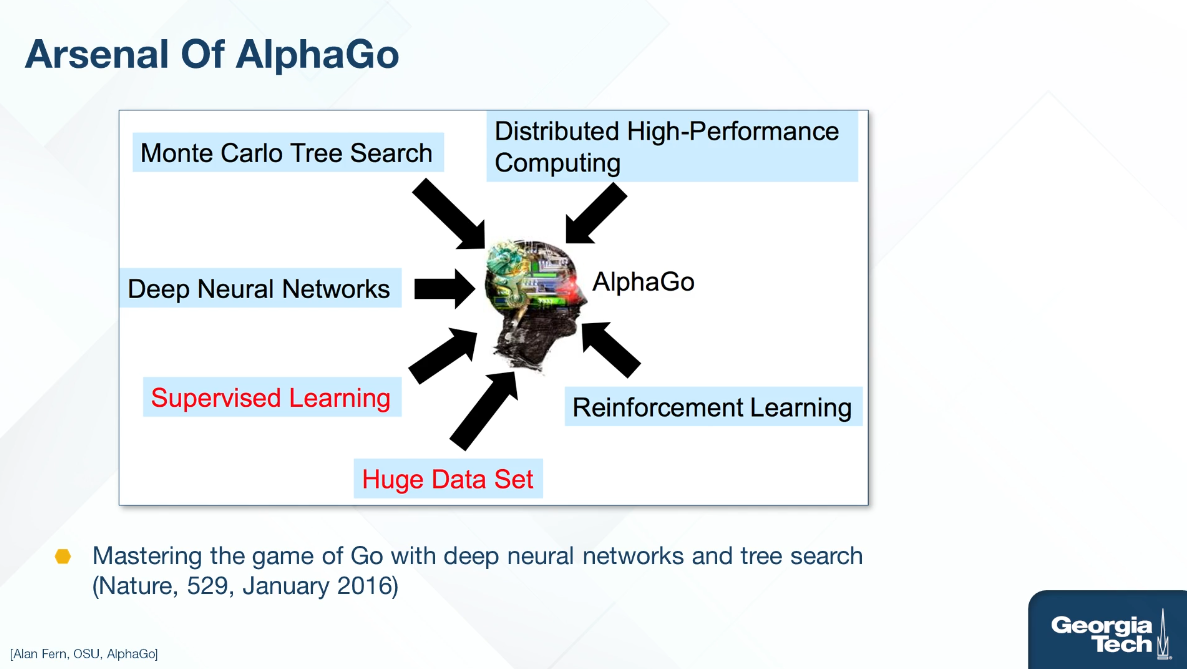 Arsenal Of AlphaGo
Monte Carlo Tree Search
Distributed High-Performance
Computing
Deep Neural Networks
AlphaGo
Supervised Learning
Reinforcement Learning
Huge Data Set
Mastering the game of Go with deep neural networks and tree search
(Nature, 529, January 2016)
[Alan Fern, OSU, AlphaGo]
Georgia
Tech